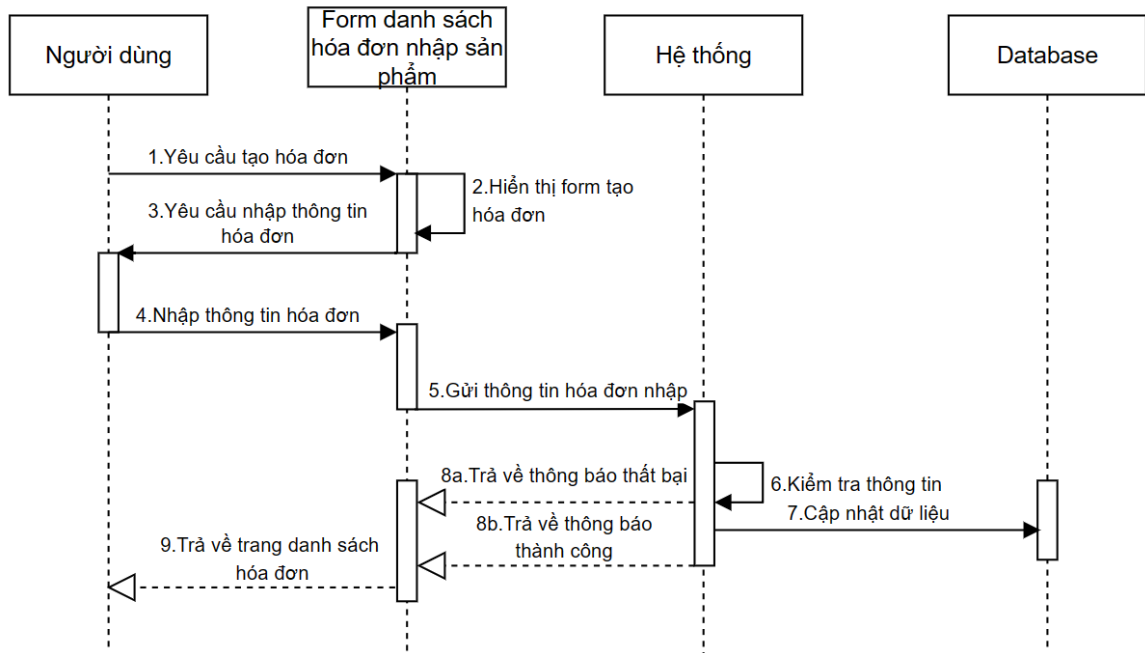 Người dùng
Form danh sách
hóa đơn nhập sản
phẩm
Hệ thống
Database
1.Yêu cầu tạo hóa đơn
2.Hiển thị form tạo
hóa đơn
3.Yêu cầu nhập thông tin
hóa đơn
4.Nhập thông tin hóa đơn
5.Gửi thông tin hóa đơn nhập
8a.Trả về thông báo thất bại
6.Kiểm tra thông tin
7.Cập nhật dữ liệu
8b.Trả về thông báo
thành công
9.Trả về trang danh sách
hóa đơn